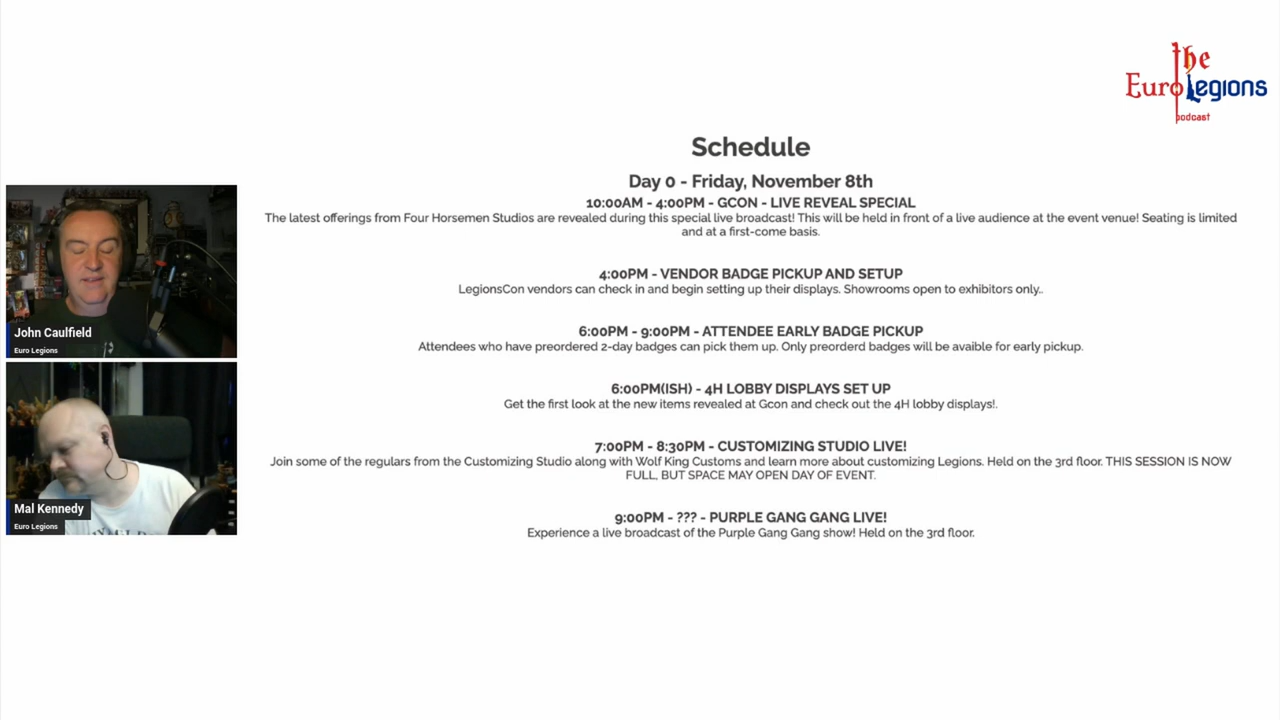 the
Euro Legions
podcast
Schedule
Day 0 - Friday, November 8th
10:00AM - 4:00PM - GCON - LIVE REVEAL SPECIAL
The latest offerings from Four Horsemen Studios are revealed during this special live broadcast! This will be held in front of a live audience at the event venue! Seating is limited
and at a first-come basis.
4:00PM - VENDOR BADGE PICKUP AND SETUP
LegionsCon vendors can check in and begin setting up their displays. Showrooms open to exhibitors only..
6:00PM - 9:00PM - ATTENDEE EARLY BADGE PICKUP
Attendees who have preordered 2-day badges can pick them up. Only preorderd badges will be avaible for early pickup.
6:00PM(ISH) - 4H LOBBY DISPLAYS SET UP
Get the first look at the new items revealed at Gcon and check out the 4H lobby displays!.
7:00PM - 8:30PM - CUSTOMIZING STUDIO LIVE!
Join some of the regulars from the Customizing Studio along with Wolf King Customs and learn more about customizing Legions. Held on the 3rd floor. THIS SESSION IS NOW
FULL, BUT SPACE MAY OPEN DAY OF EVENT.
9:00PM - ??? - PURPLE GANG GANG LIVE!
Experience a live broadcast of the Purple Gang Gang show! Held on the 3rd floor.
John Caulfield
Euro Legions
Mal Kennedy
Euro Legions